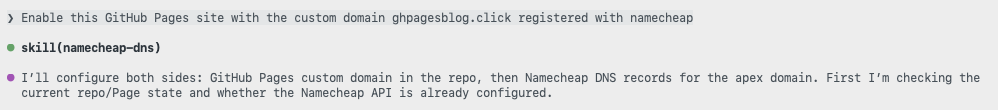 ❯ Enable this GitHub Pages site with the custom domain ghpagesblog.click registered with namecheap
● skill(namecheap-dns)
● I'll configure both sides: GitHub Pages custom domain in the repo, then Namecheap DNS records for the apex domain. First I'm checking the
current repo/Page state and whether the Namecheap API is already configured.